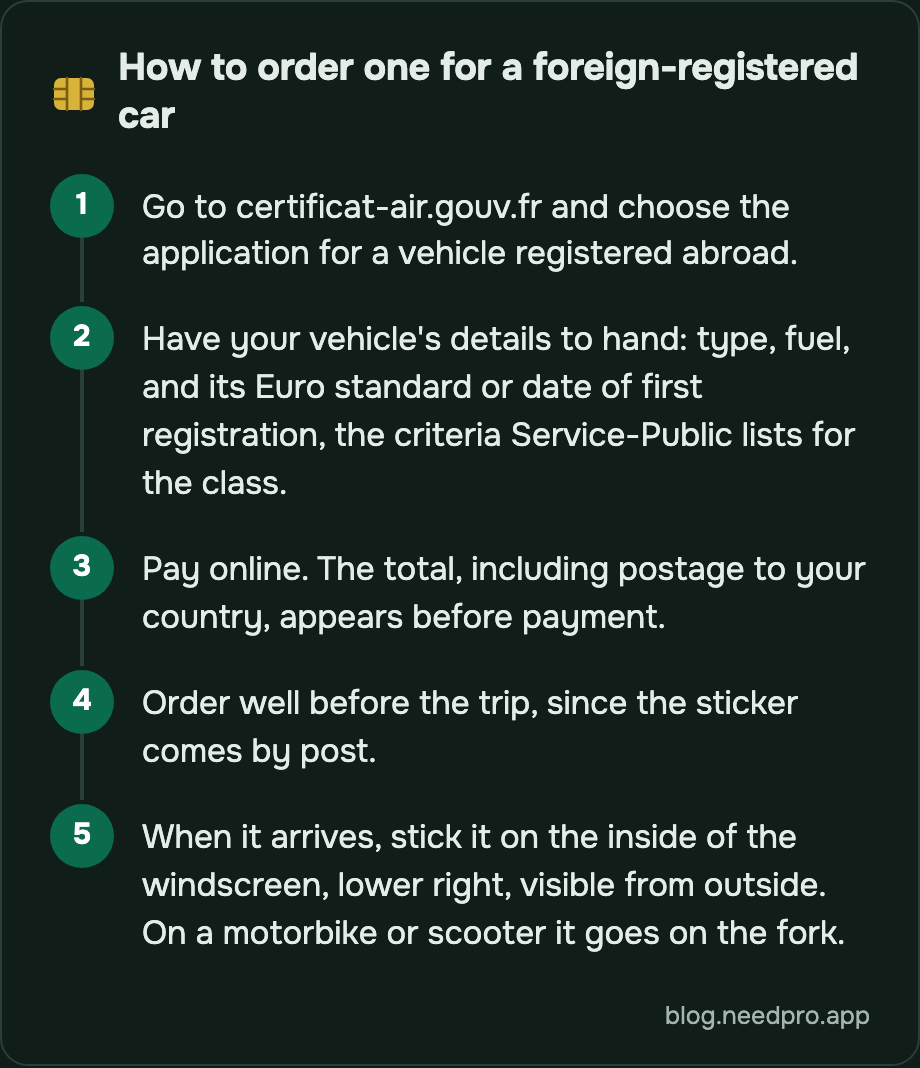 How to order one for a foreign-registered
car
1
Go to certificat-air.gouv.fr and choose the
application for a vehicle registered abroad.
2
Have your vehicle's details to hand: type, fuel,
and its Euro standard or date of first
registration, the criteria Service-Public lists for
the class.
3
Pay online. The total, including postage to your
country, appears before payment.
4
Order well before the trip, since the sticker
comes by post.
5
When it arrives, stick it on the inside of the
windscreen, lower right, visible from outside.
On a motorbike or scooter it goes on the fork.
blog.needpro.app